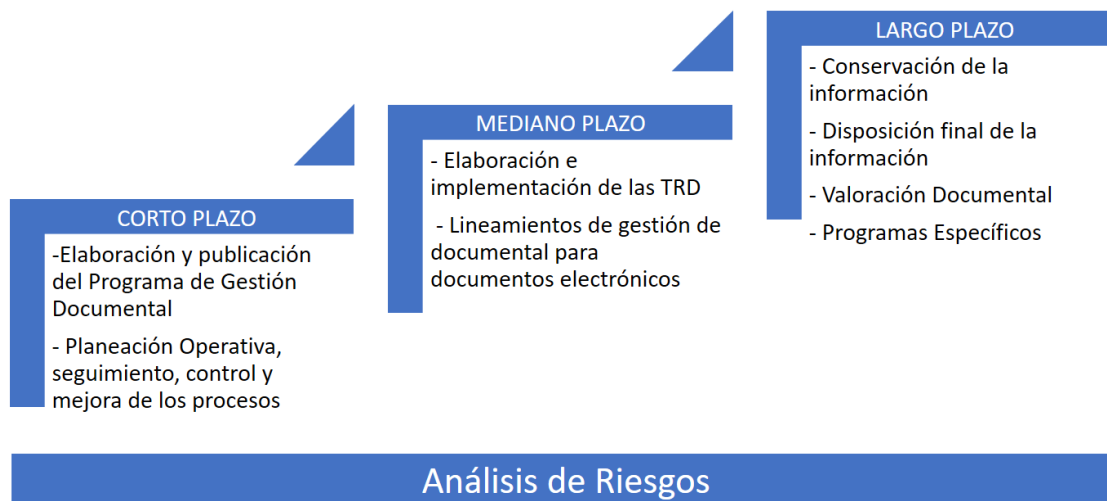 CORTO PLAZO
-Elaboración y publicación
del Programa de Gestión
Documental
- Planeación Operativa,
seguimiento, control y
mejora de los procesos
MEDIANO PLAZO
- Elaboración e
implementación de las TRD
- Lineamientos de gestión de
documental para
documentos electrónicos
LARGO PLAZO
- Conservación de la
información
- Disposición final de la
información
- Valoración Documental
- Programas Específicos
Análisis de Riesgos